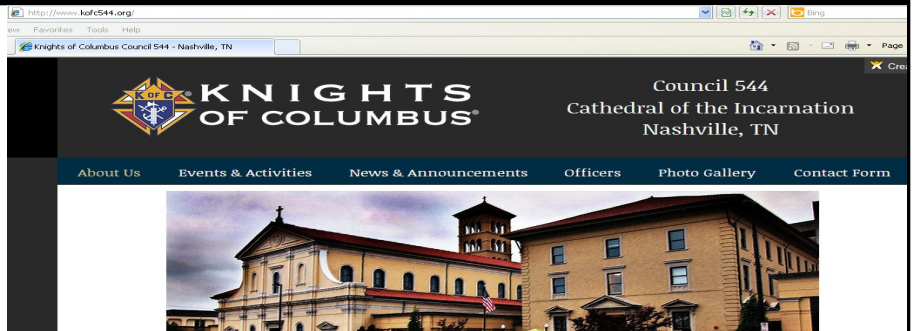 http://www.kofc544.org/
Bing
ew Favorites Tools Help
Knights of Columbus Council 544 - Nashville, TN
Page
Crea
K OF C
KNIGHTS
OF COLUMBUS®
Council 544
Cathedral of the Incarnation
Nashville, TN
About Us Events & Activities News & Announcements Officers Photo Gallery Contact Form